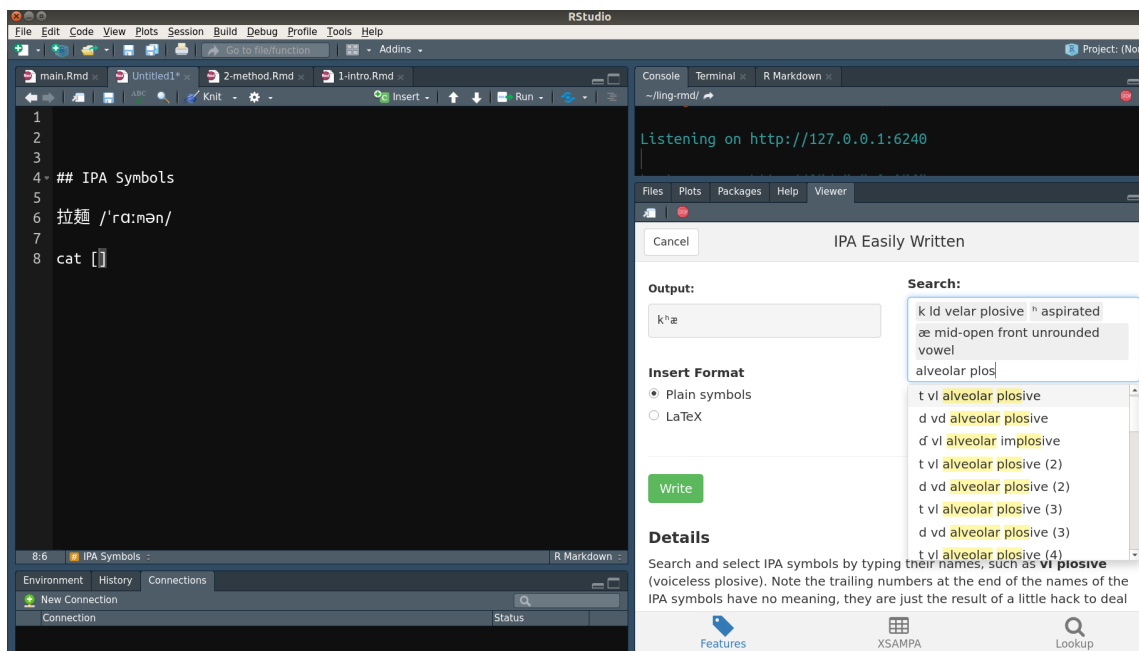 RStudio
File Edit Code View Plots Session Build Debug Profile Tools Help
Go to file/function Addins Project: (No
main.Rmd Untitled1* 2-method.Rmd 1-intro.Rmd
ABC Knit Insert Run
1
2
3
4 ## IPA Symbols
5
6 拉麺 /ˈrɑːmən/
7
8 cat []
8:6 # IPA Symbols R Markdown
Environment History Connections
New Connection
Connection Status
Console Terminal R Markdown
~/ling-rmd/
Listening on http://127.0.0.1:6240
Files Plots Packages Help Viewer
Cancel IPA Easily Written
Output:
kʰæ
Insert Format
Plain symbols
LaTeX
Write
Search:
k ld velar plosive ʰ aspirated
æ mid-open front unrounded
vowel
alveolar plos
t vl alveolar plosive
d vd alveolar plosive
ɗ vl alveolar implosive
t vl alveolar plosive (2)
d vd alveolar plosive (2)
t vl alveolar plosive (3)
d vd alveolar plosive (3)
t vl alveolar plosive (4)
Details
Search and select IPA symbols by typing their names, such as vl plosive
(voiceless plosive). Note the trailing numbers at the end of the names of the
IPA symbols have no meaning, they are just the result of a little hack to deal
Features XSAMPA Lookup